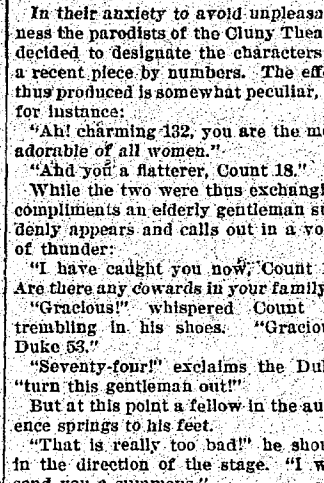 In their anxiety to avoid unpleasa
ness the parodists of the Cluny Thea
decided to designate the characters
a recent piece by numbers. The eff
thus produced is somewhat peculiar,
for instance:
"Ah! charming 132, you are the m
adorable of all women."
"And you a flatterer, Count 18."
While the two were thus exchangi
compliments an elderly gentleman su
denly appears and calls out in a vo
of thunder:
"I have caught you now, Count
Are there any cowards in your family
"Gracious!" whispered Count
trembling in his shoes. "Graciou
Duke 53."
"Seventy-four!" exclaims the Du
"turn this gentleman out!"
But at this point a fellow in the au
ence springs to his feet.
"That is really too bad!" he shou
in the direction of the stage. "I w
send you a summons."